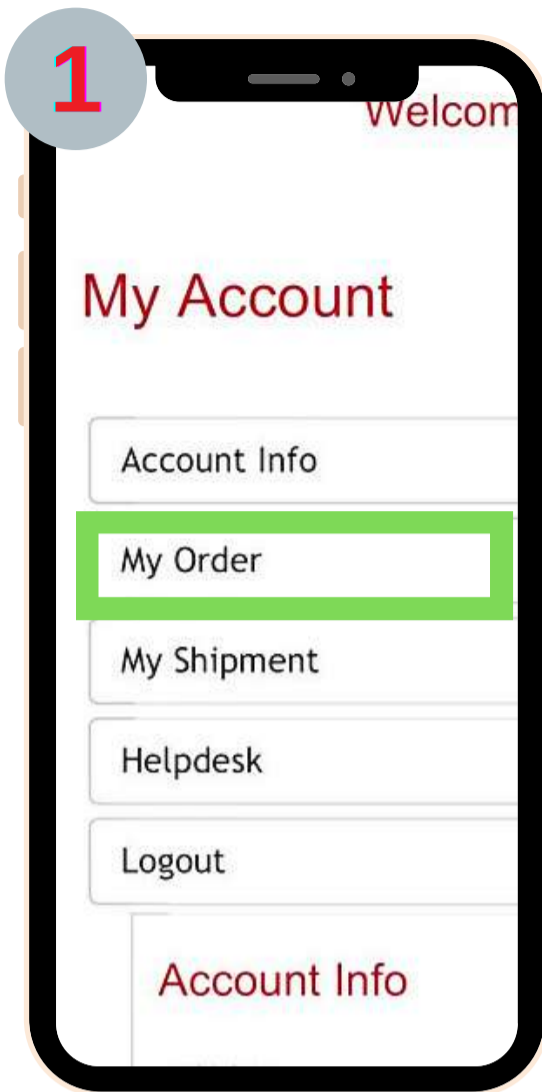 1
Welcom
My Account
Account Info
My Order
My Shipment
Helpdesk
Logout
Account Info